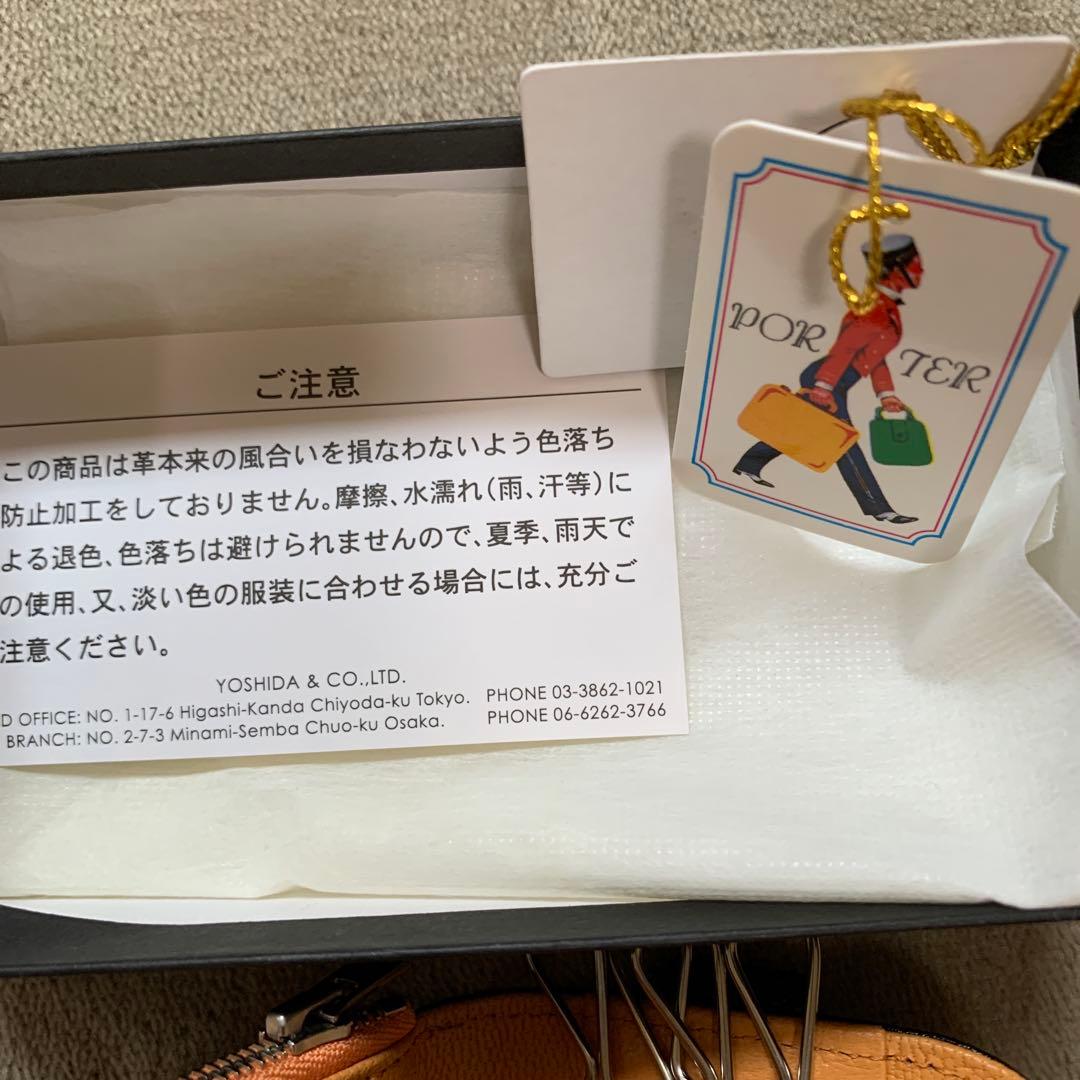 POR
TER
ご注意
この商品は革本来の風合いを損なわないよう色落ち
防止加工をしておりません。摩擦、水濡れ(雨、汗等)に
よる退色、色落ちは避けられませんので、夏季、雨天で
の使用、又、淡い色の服装に合わせる場合には、充分ご
注意ください。
YOSHIDA & CO.,LTD.
D OFFICE: NO. 1-17-6 Higashi-Kanda Chiyoda-ku Tokyo. PHONE 03-3862-1021
BRANCH: NO. 2-7-3 Minami-Semba Chuo-ku Osaka. PHONE 06-6262-3766